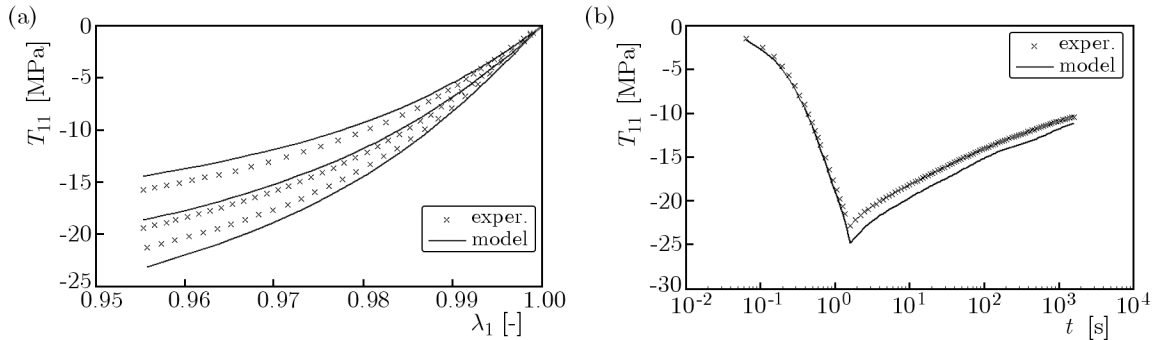 (a)
0
-5
-10
-15
-20
-25
T₁₁ [MPa]
0.95 0.96 0.97 0.98 0.99 1.00
λ₁ [-]
× exper.
model
(b)
0
-5
-10
-15
-20
-25
-30
T₁₁ [MPa]
10⁻² 10⁻¹ 10⁰ 10¹ 10² 10³ 10⁴
t [s]
× exper.
model